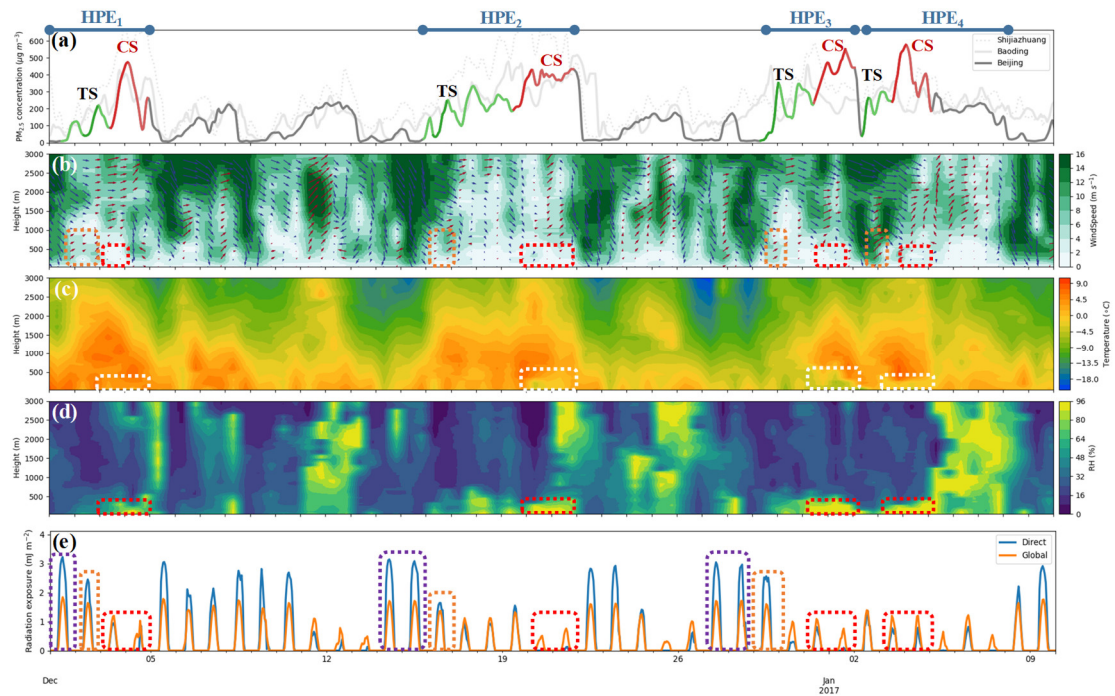 HPE1 HPE2 HPE3 HPE4
(a) TS CS TS CS TS CS TS CS
Shijiazhuang
Baoding
Beijing
PM2.5 concentration (μg m−3)
600
500
400
300
200
100
0
(b)
Height (m)
3000
2500
2000
1500
1000
500
WindSpeed (m s−1)
16
14
12
10
8
6
4
2
0
(c)
Height (m)
3000
2500
2000
1500
1000
500
Temperature (∘C)
9.0
4.5
0.0
−4.5
−9.0
−13.5
−18.0
(d)
Height (m)
3000
2500
2000
1500
1000
500
RH (%)
96
80
64
48
32
16
0
(e)
Direct
Global
Radiation exposure (mJ m−2)
4
3
2
1
0
05 12 19 26 02 09
Dec Jan
2017